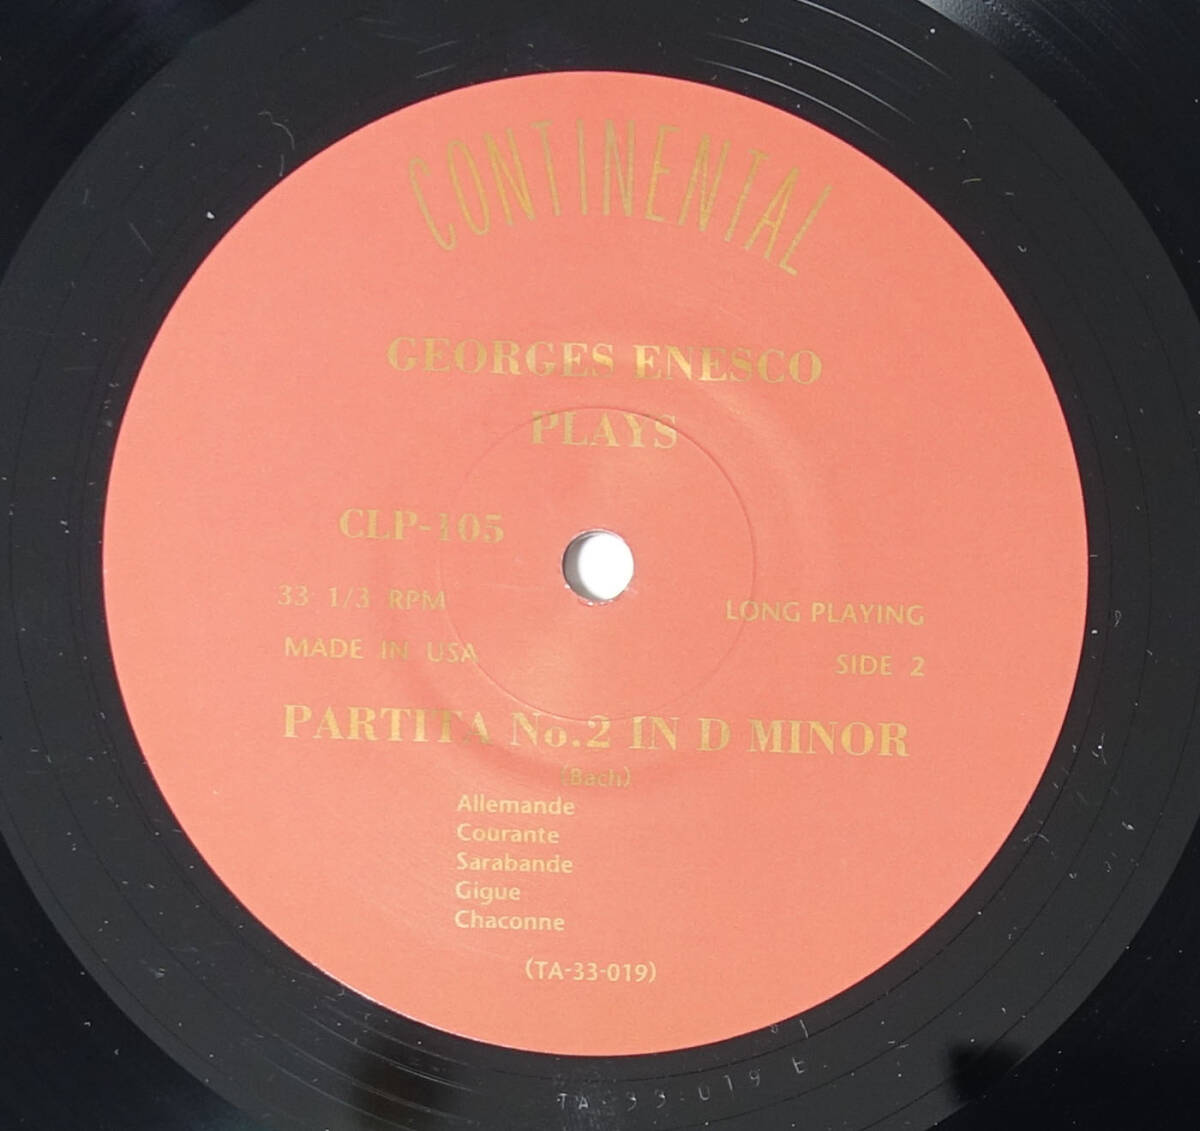 CONTINENTAL
GEORGES ENESCO
PLAYS
CLP-105
33 1/3 RPM
LONG PLAYING
MADE IN USA
SIDE 2
PARTITA No.2 IN D MINOR
(Bach)
Allemande
Courante
Sarabande
Gigue
Chaconne
(TA-33-019)
TA-33-019 E